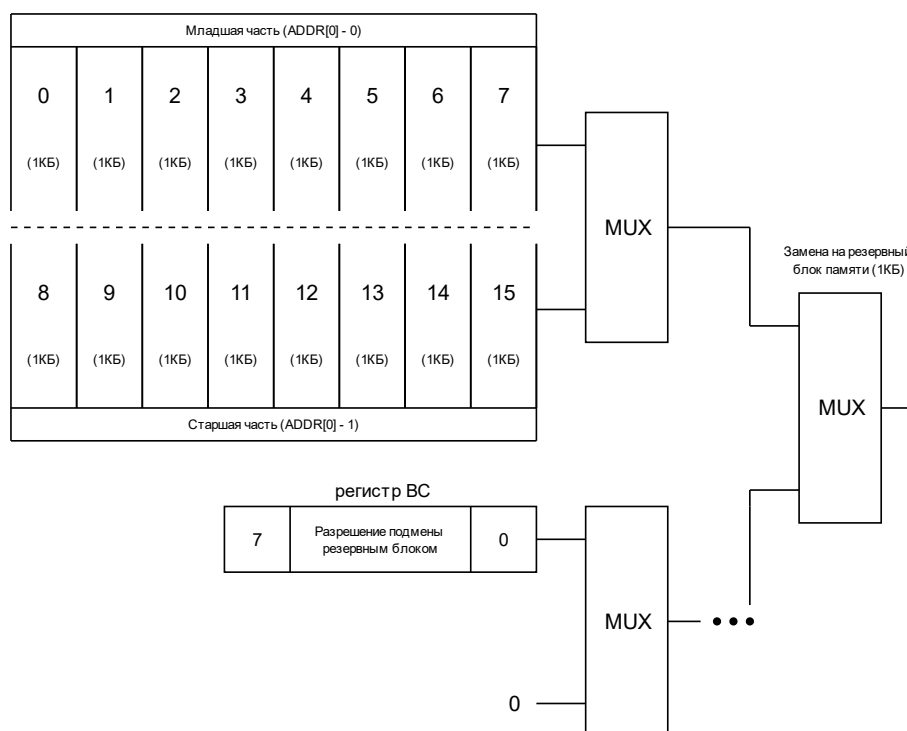 Младшая часть (ADDR[0] - 0)
0 1 2 3 4 5 6 7
(1КБ) (1КБ) (1КБ) (1КБ) (1КБ) (1КБ) (1КБ) (1КБ)
MUX
8 9 10 11 12 13 14 15
(1КБ) (1КБ) (1КБ) (1КБ) (1КБ) (1КБ) (1КБ) (1КБ)
Старшая часть (ADDR[0] - 1)
Замена на резервный
блок памяти (1КБ)
MUX
регистр BC
7
Разрешение подмены
резервным блоком
0
MUX
0